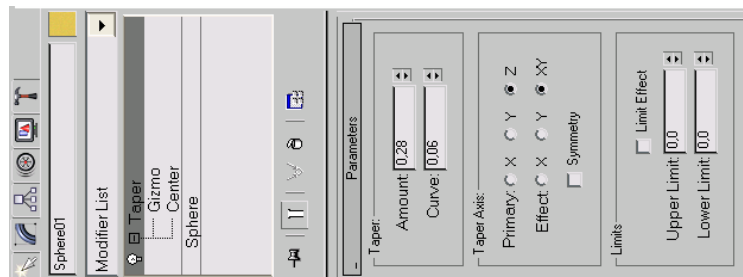 Sphere01
Modifier List
Taper
Gizmo
Center
Sphere
- Parameters
Taper:
Amount: 0,28
Curve: 0,06
Taper Axis:
Primary: X Y Z
Effect: X Y XY
Symmetry
Limits
Limit Effect
Upper Limit: 0,0
Lower Limit: 0,0